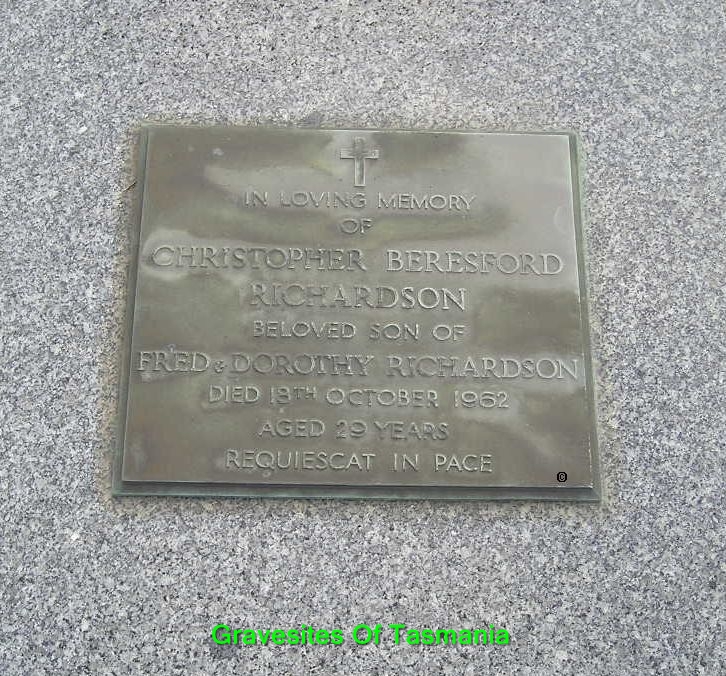 IN LOVING MEMORY
OF
CHRISTOPHER BERESFORD
RICHARDSON
BELOVED SON OF
FRED & DOROTHY RICHARDSON
DIED 13TH OCTOBER 1962
AGED 29 YEARS
REQUIESCAT IN PACE
©
Gravesites Of Tasmania